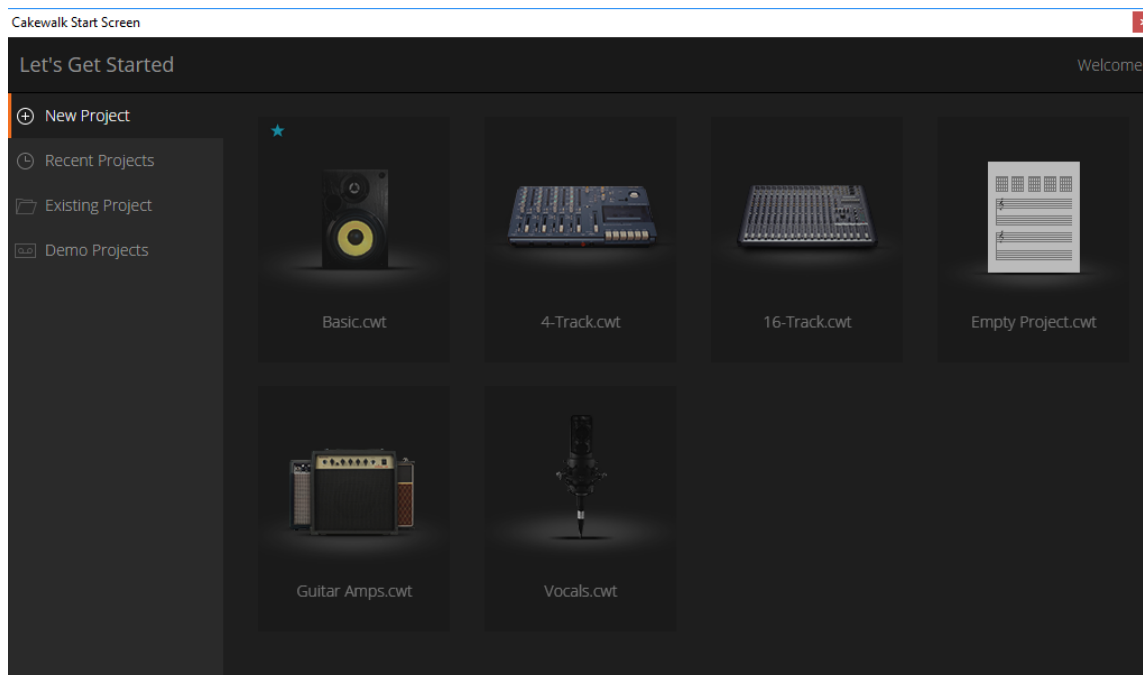 Cakewalk Start Screen
Let's Get Started
Welcome
New Project
Recent Projects
Existing Project
Demo Projects
Basic.cwt
4-Track.cwt
16-Track.cwt
Empty Project.cwt
Guitar Amps.cwt
Vocals.cwt